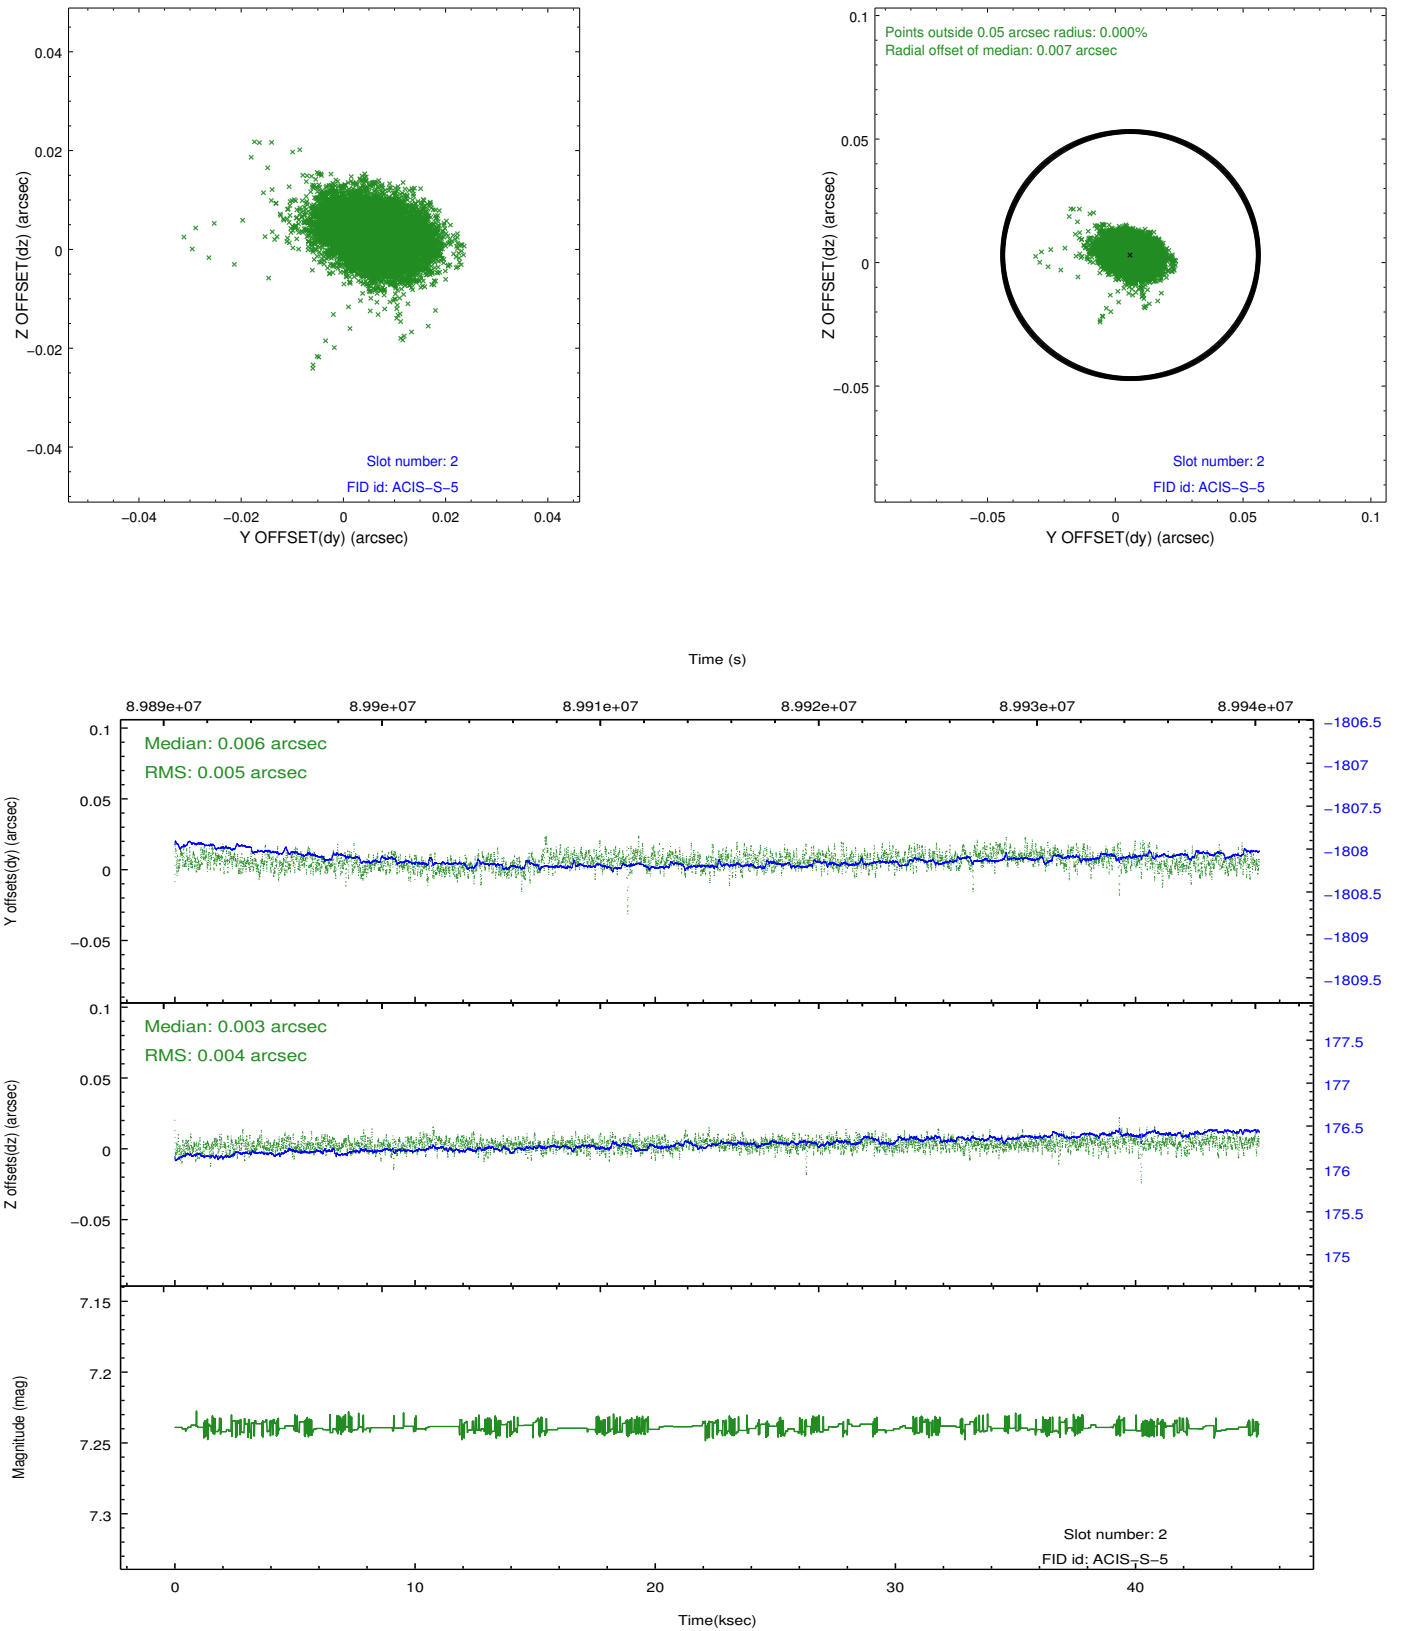 0.04
0.02
0
−0.02
−0.04
Z OFFSET(dz) (arcsec)
Slot number: 2
FID id: ACIS−S−5
−0.04
−0.02
0
0.02
0.04
Y OFFSET(dy) (arcsec)
0.1
0.05
0
−0.05
Z OFFSET(dz) (arcsec)
Points outside 0.05 arcsec radius: 0.000%
Radial offset of median: 0.007 arcsec
Slot number: 2
FID id: ACIS−S−5
−0.05
0
0.05
0.1
Y OFFSET(dy) (arcsec)
Time (s)
8.989e+07
8.99e+07
8.991e+07
8.992e+07
8.993e+07
8.994e+07
0.1
0.05
0
−0.05
Y offsets(dy) (arcsec)
Median: 0.006 arcsec
RMS: 0.005 arcsec
−1806.5
−1807
−1807.5
−1808
−1808.5
−1809
−1809.5
0.1
0.05
0
−0.05
Z offsets(dz) (arcsec)
Median: 0.003 arcsec
RMS: 0.004 arcsec
177.5
177
176.5
176
175.5
175
7.15
7.2
7.25
7.3
Magnitude (mag)
Slot number: 2
FID id: ACIS−S−5
0
10
20
30
40
Time(ksec)